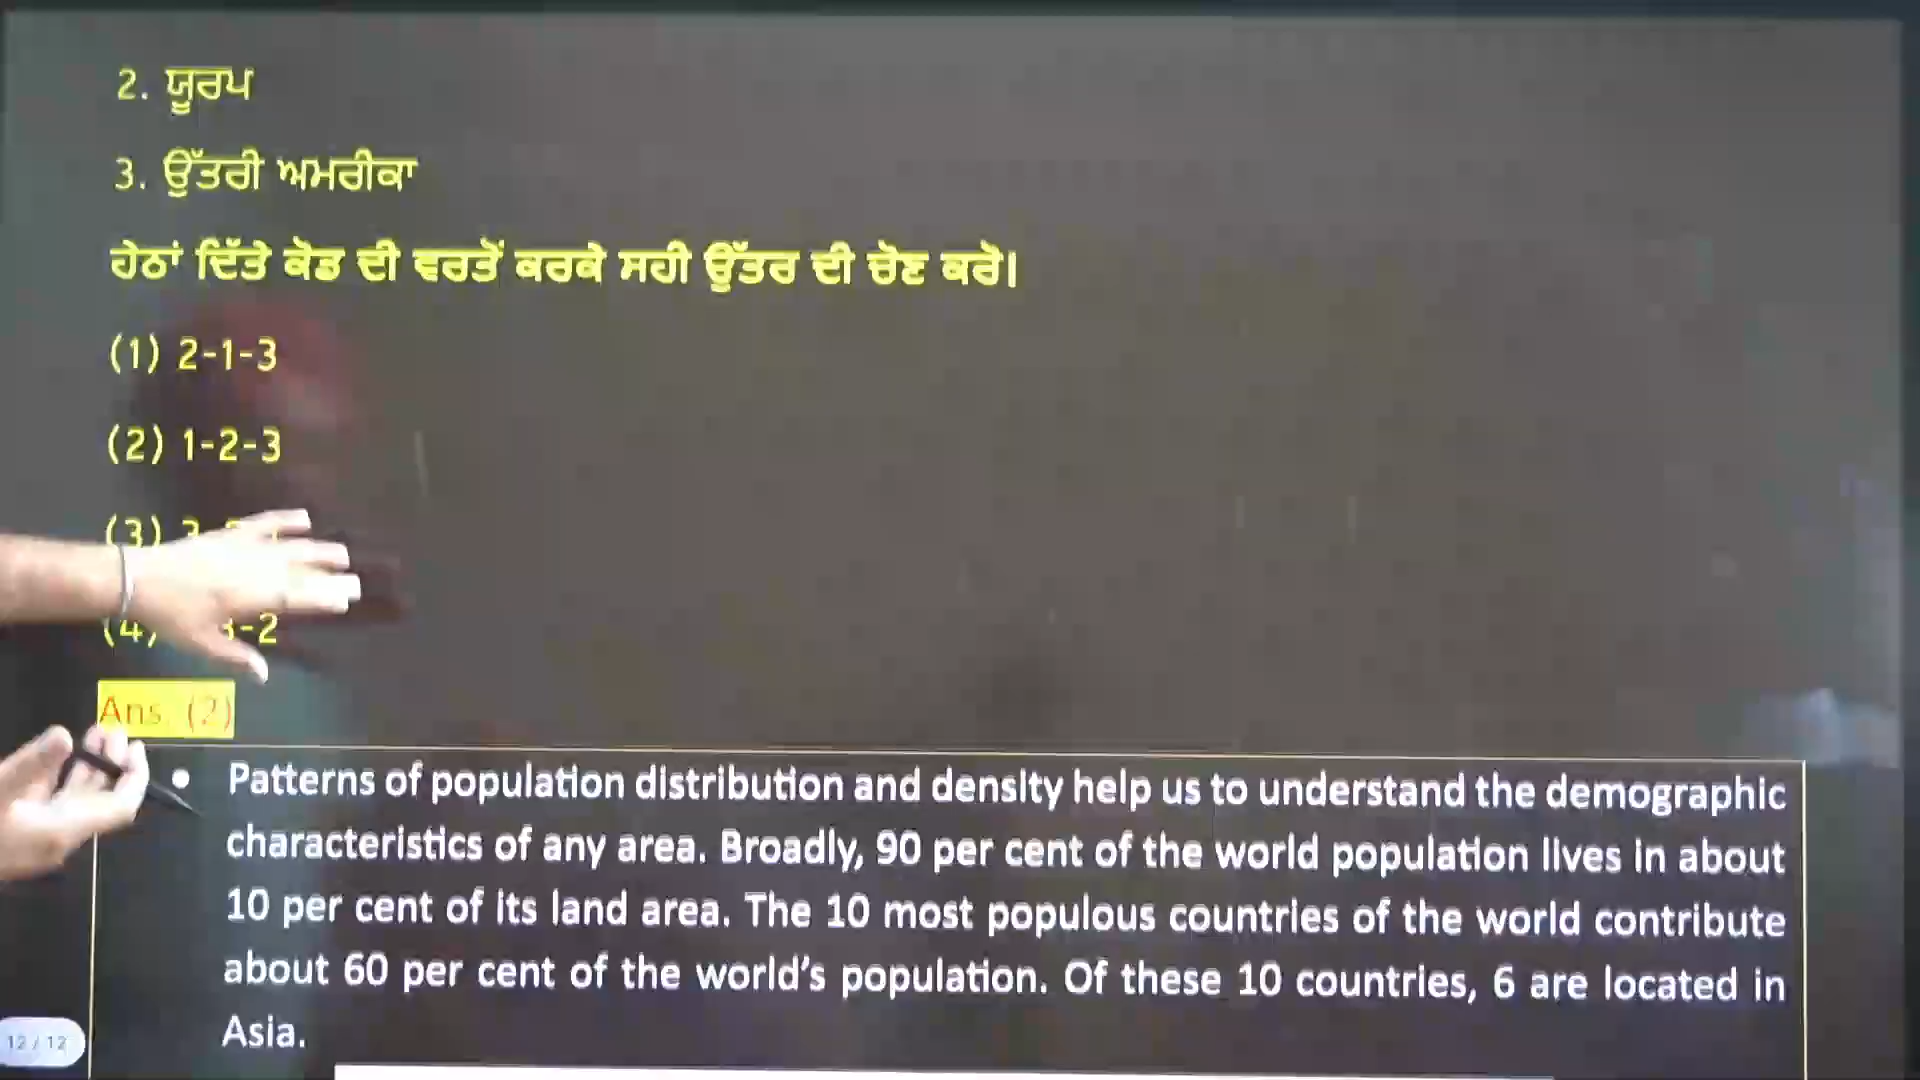 2. ਯੂਰਪ
3. ਉੱਤਰੀ ਅਮਰੀਕਾ
ਹੇਠਾਂ ਦਿੱਤੇ ਕੋਡ ਦੀ ਵਰਤੋਂ ਕਰਕੇ ਸਹੀ ਉੱਤਰ ਦੀ ਚੋਣ ਕਰੋ।
(1) 2-1-3
(2) 1-2-3
(3)
(4)
Ans. (2)
• Patterns of population distribution and density help us to understand the demographic
characteristics of any area. Broadly, 90 per cent of the world population lives in about
10 per cent of its land area. The 10 most populous countries of the world contribute
about 60 per cent of the world’s population. Of these 10 countries, 6 are located in
Asia.
12 / 12